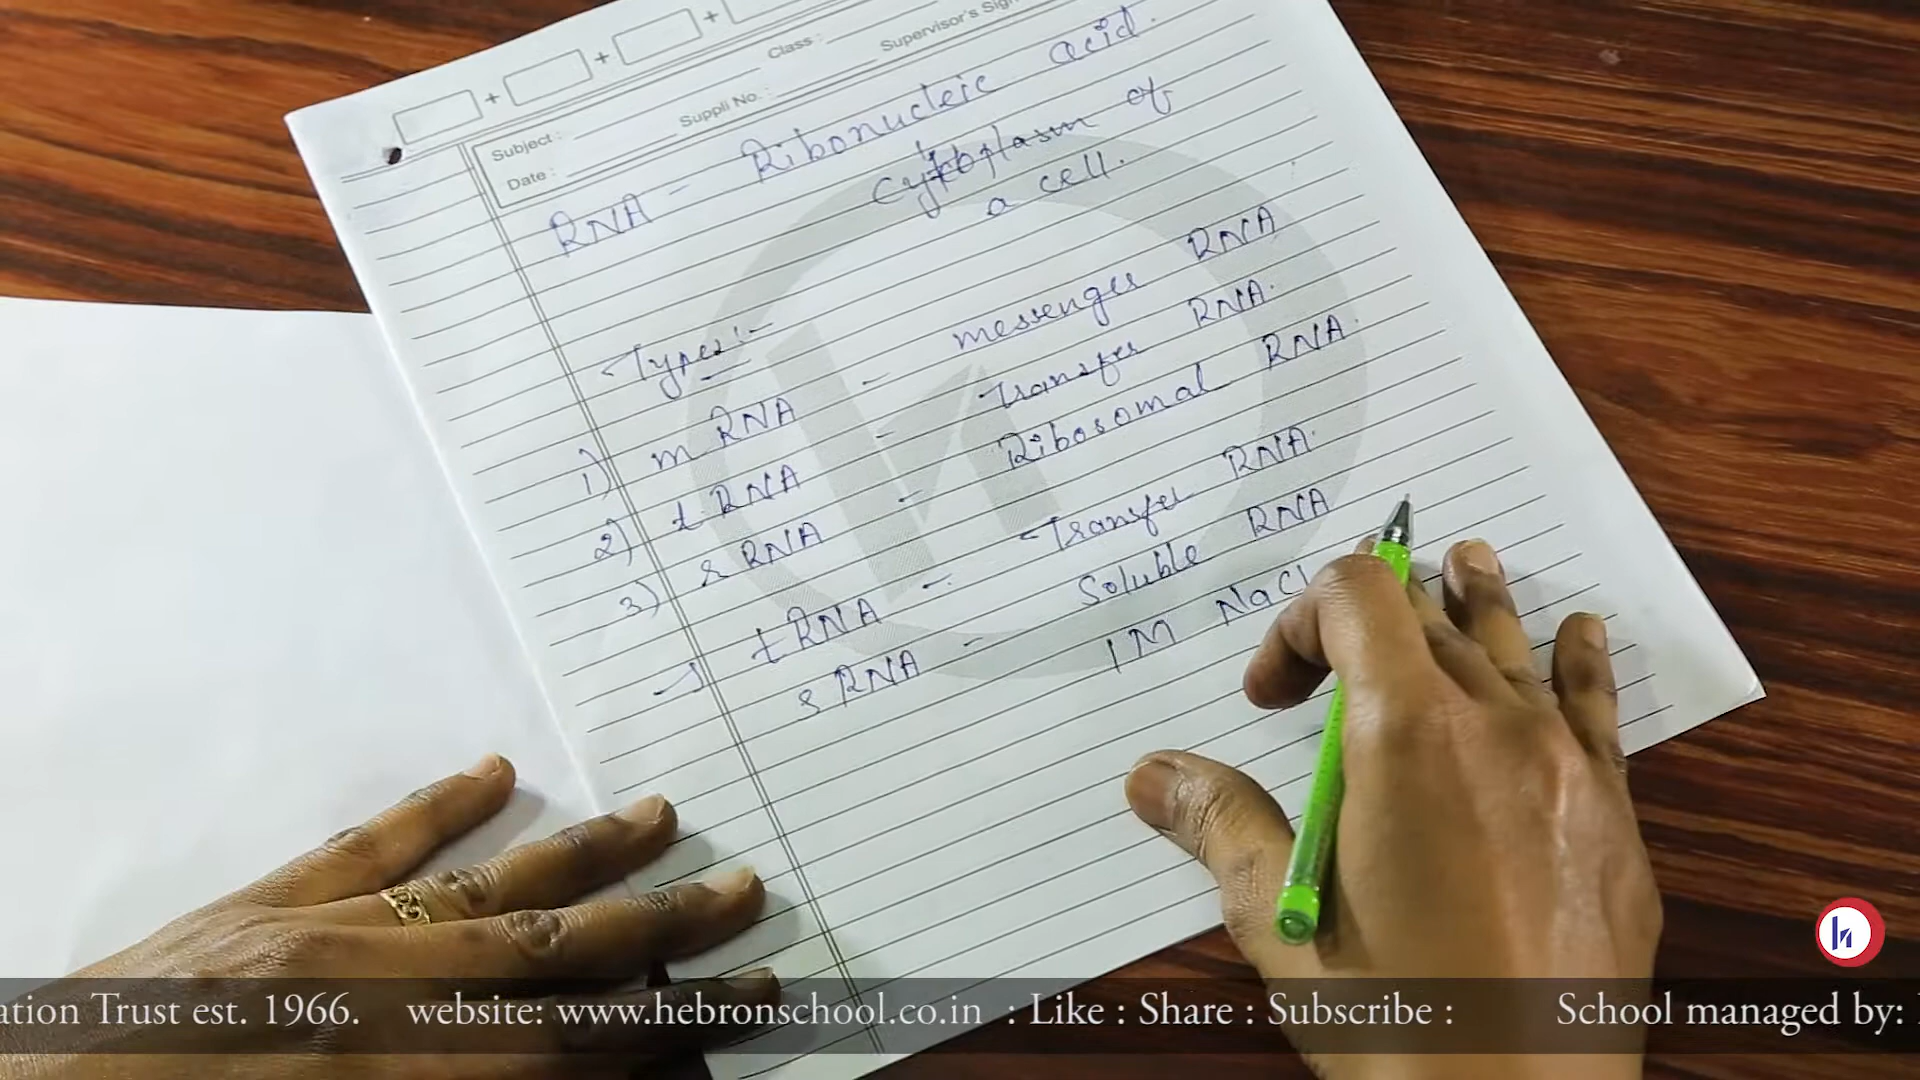 + + +
Class :
Subject : Suppli No. : Supervisor's Sign
Date :
RNA - Ribonucleic acid.
Cytoplasm of
a cell.
Types :-
1) m RNA - messenger RNA
2) t RNA - Transfer RNA.
3) r RNA - Ribosomal RNA.
→ t RNA - Transfer RNA.
s RNA - Soluble RNA
1 M NaCl
ation Trust est. 1966. website: www.hebronschool.co.in : Like : Share : Subscribe : School managed by: